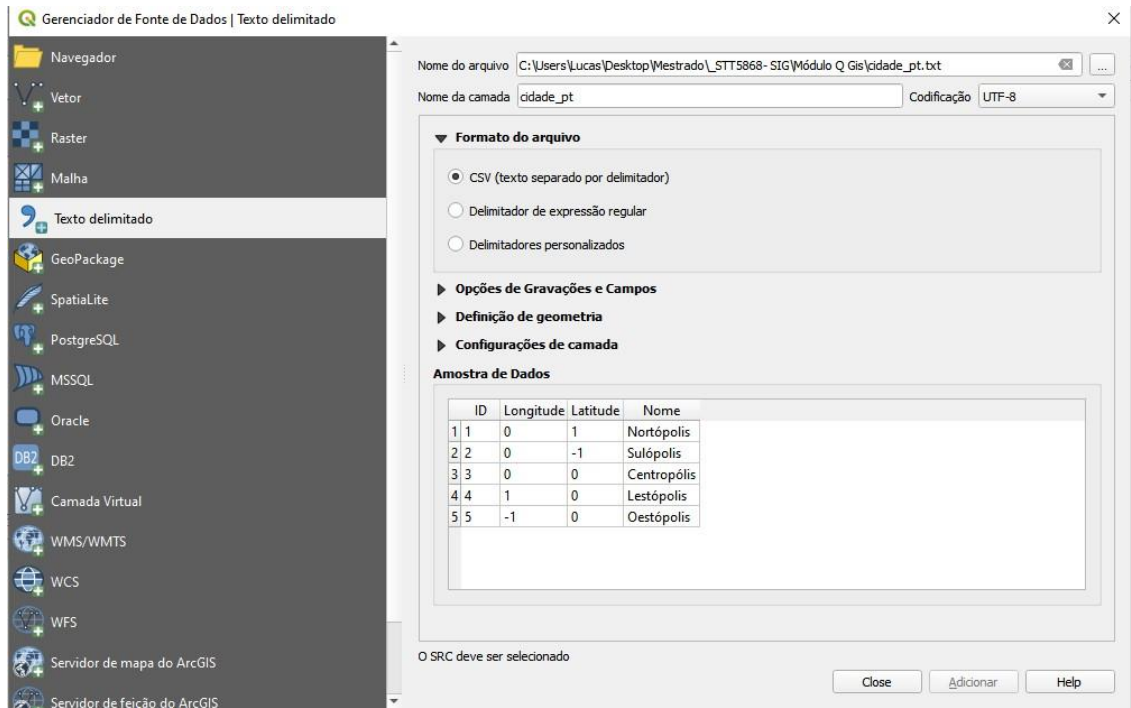 Gerenciador de Fonte de Dados | Texto delimitado
Navegador
Vetor
Raster
Malha
Texto delimitado
GeoPackage
SpatiaLite
PostgreSQL
MSSQL
Oracle
DB2 DB2
Camada Virtual
WMS/WMTS
WCS
WFS
Servidor de mapa do ArcGIS
Servidor de feição do ArcGIS
Nome do arquivo C:\Users\Lucas\Desktop\Mestrado\_STT5868- SIG\Módulo Q Gis\cidade_pt.txt ...
Nome da camada cidade_pt Codificação UTF-8
Formato do arquivo
CSV (texto separado por delimitador)
Delimitador de expressão regular
Delimitadores personalizados
Opções de Gravações e Campos
Definição de geometria
Configurações de camada
Amostra de Dados
ID Longitude Latitude Nome
1 1 0 1 Nortópolis
2 2 0 -1 Sulópolis
3 3 0 0 Centropólis
4 4 1 0 Lestópolis
5 5 -1 0 Oestópolis
O SRC deve ser selecionado
Close Adicionar Help